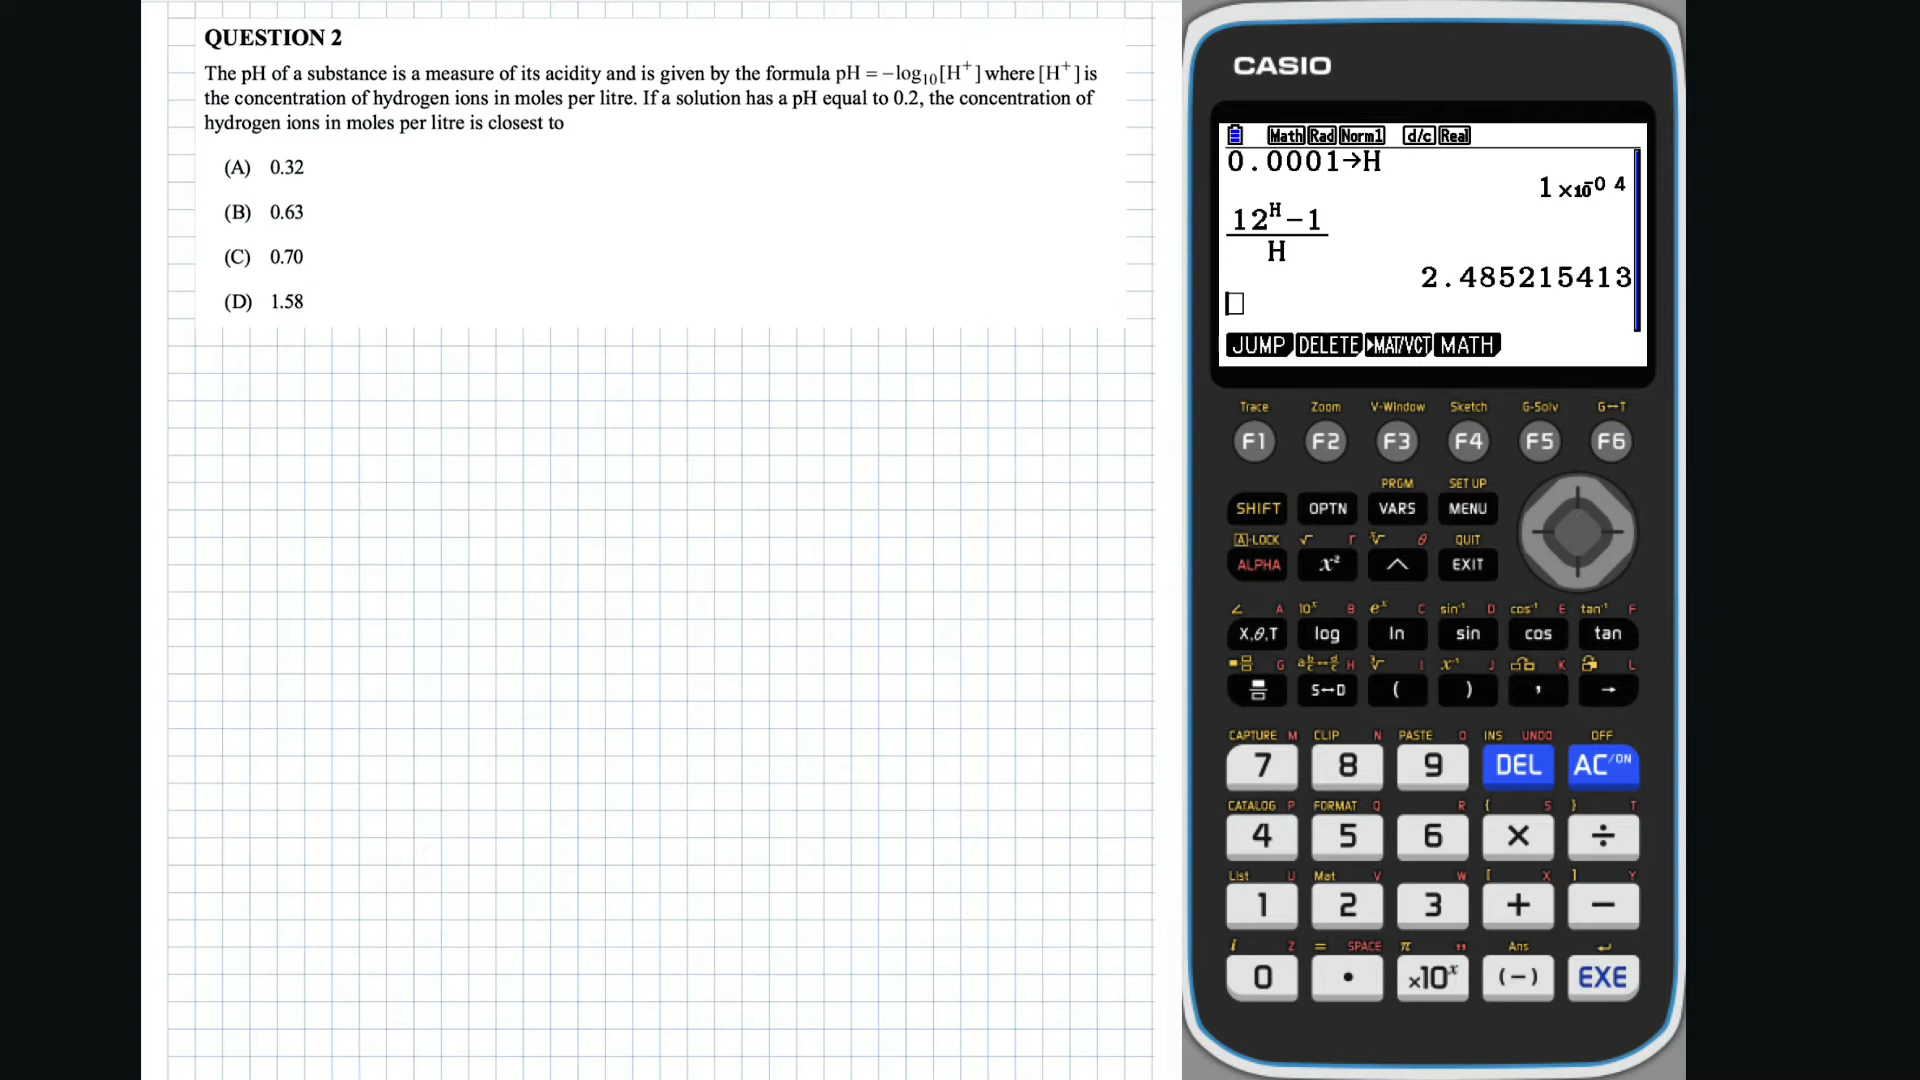 QUESTION 2
The pH of a substance is a measure of its acidity and is given by the formula pH = −log₁₀[H⁺] where [H⁺] is
the concentration of hydrogen ions in moles per litre. If a solution has a pH equal to 0.2, the concentration of
hydrogen ions in moles per litre is closest to
(A) 0.32
(B) 0.63
(C) 0.70
(D) 1.58
CASIO
Math Rad Norm1 d/c Real
0.0001→H
1×10⁻⁰⁴
12^H−1
H
2.485215413
JUMP DELETE ▸MAT/VCT MATH
Trace Zoom V-Window Sketch G-Solv G↔T
F1 F2 F3 F4 F5 F6
PRGM SET UP
SHIFT OPTN VARS MENU
A-LOCK √ r ˣ√ θ QUIT
ALPHA x² ^ EXIT
∠ A 10ˣ B eˣ C sin⁻¹ D cos⁻¹ E tan⁻¹ F
X,θ,T log ln sin cos tan
G a b/c↔d/c H ³√ I x⁻¹ J K L
S↔D ( ) , →
CAPTURE M CLIP N PASTE O INS UNDO OFF
7 8 9 DEL AC/ON
CATALOG P FORMAT Q R { S } T
4 5 6 × ÷
List U Mat V W [ X ] Y
1 2 3 + −
i Z = SPACE π " Ans ↵
0 • ×10ˣ (−) EXE